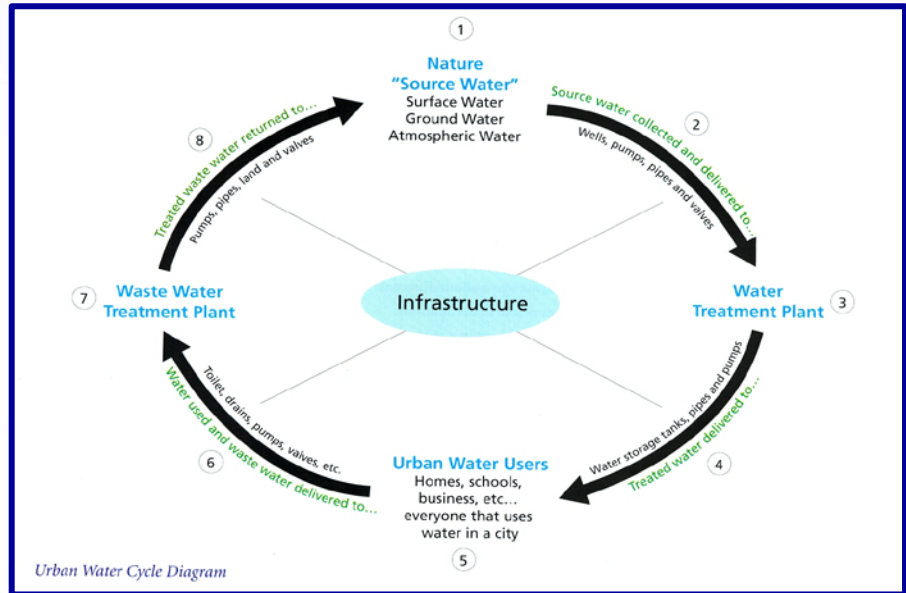 1
Nature
"Source Water"
Surface Water
Ground Water
Atmospheric Water
2
Source water collected and delivered to...
Wells, pumps, pipes and valves
Water
Treatment Plant
3
Water storage tanks, pipes and pumps
Treated water delivered to...
4
Urban Water Users
Homes, schools,
business, etc...
everyone that uses
water in a city
5
Toilet, drains, pumps, valves, etc.
Water used and waste water delivered to...
6
7
Waste Water
Treatment Plant
8
Treated waste water returned to...
Pumps, pipes, land and valves
Infrastructure
Urban Water Cycle Diagram